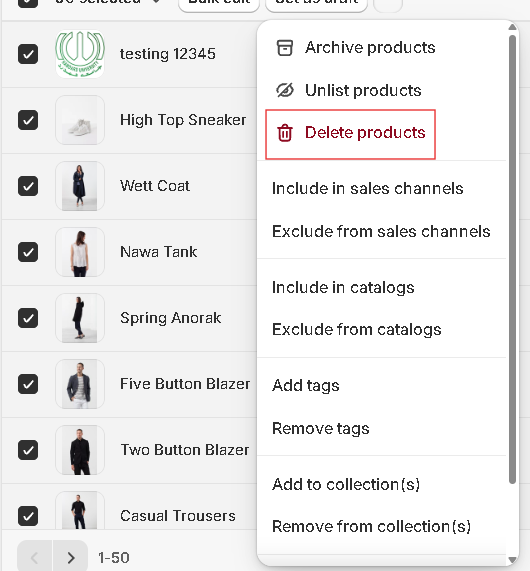 selected
Bulk edit
Set as draft
testing 12345
High Top Sneaker
Wett Coat
Nawa Tank
Spring Anorak
Five Button Blazer
Two Button Blazer
Casual Trousers
1-50
Archive products
Unlist products
Delete products
Include in sales channels
Exclude from sales channels
Include in catalogs
Exclude from catalogs
Add tags
Remove tags
Add to collection(s)
Remove from collection(s)